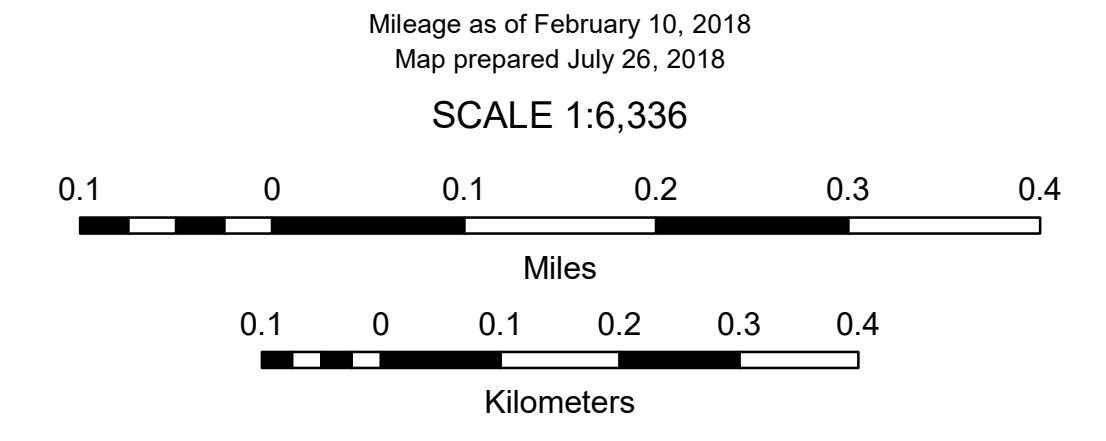 Mileage as of February 10, 2018
Map prepared July 26, 2018
SCALE 1:6,336
0.1 0 0.1 0.2 0.3 0.4
Miles
0.1 0 0.1 0.2 0.3 0.4
Kilometers